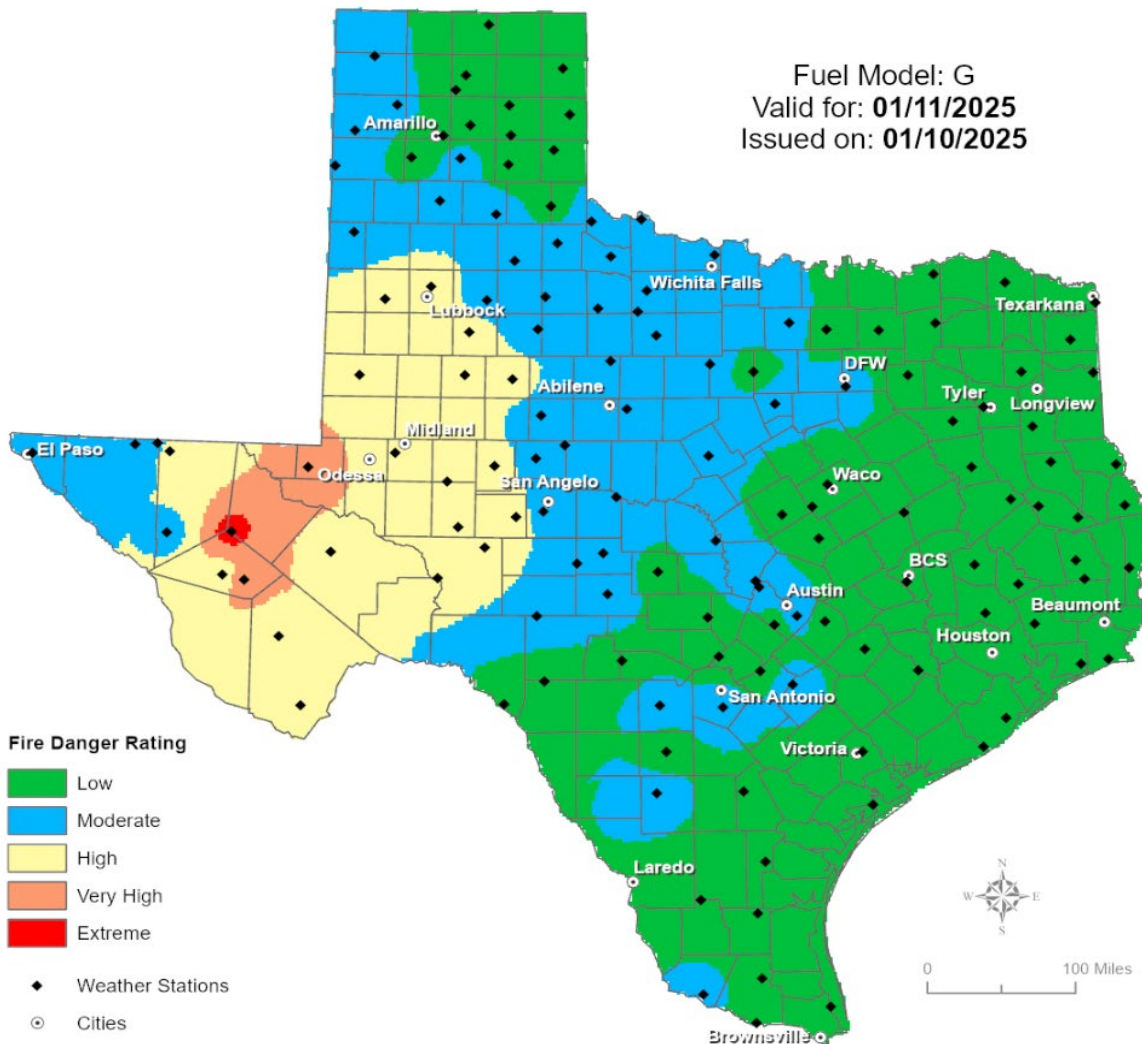 Fuel Model: G
Valid for: 01/11/2025
Issued on: 01/10/2025
Amarillo
Wichita Falls
Lubbock
Texarkana
DFW
Abilene
Tyler
Longview
Midland
El Paso
Odessa
San Angelo
Waco
BCS
Austin
Beaumont
Houston
San Antonio
Victoria
Laredo
Brownsville
Fire Danger Rating
Low
Moderate
High
Very High
Extreme
Weather Stations
Cities
N
W E
S
0 100 Miles